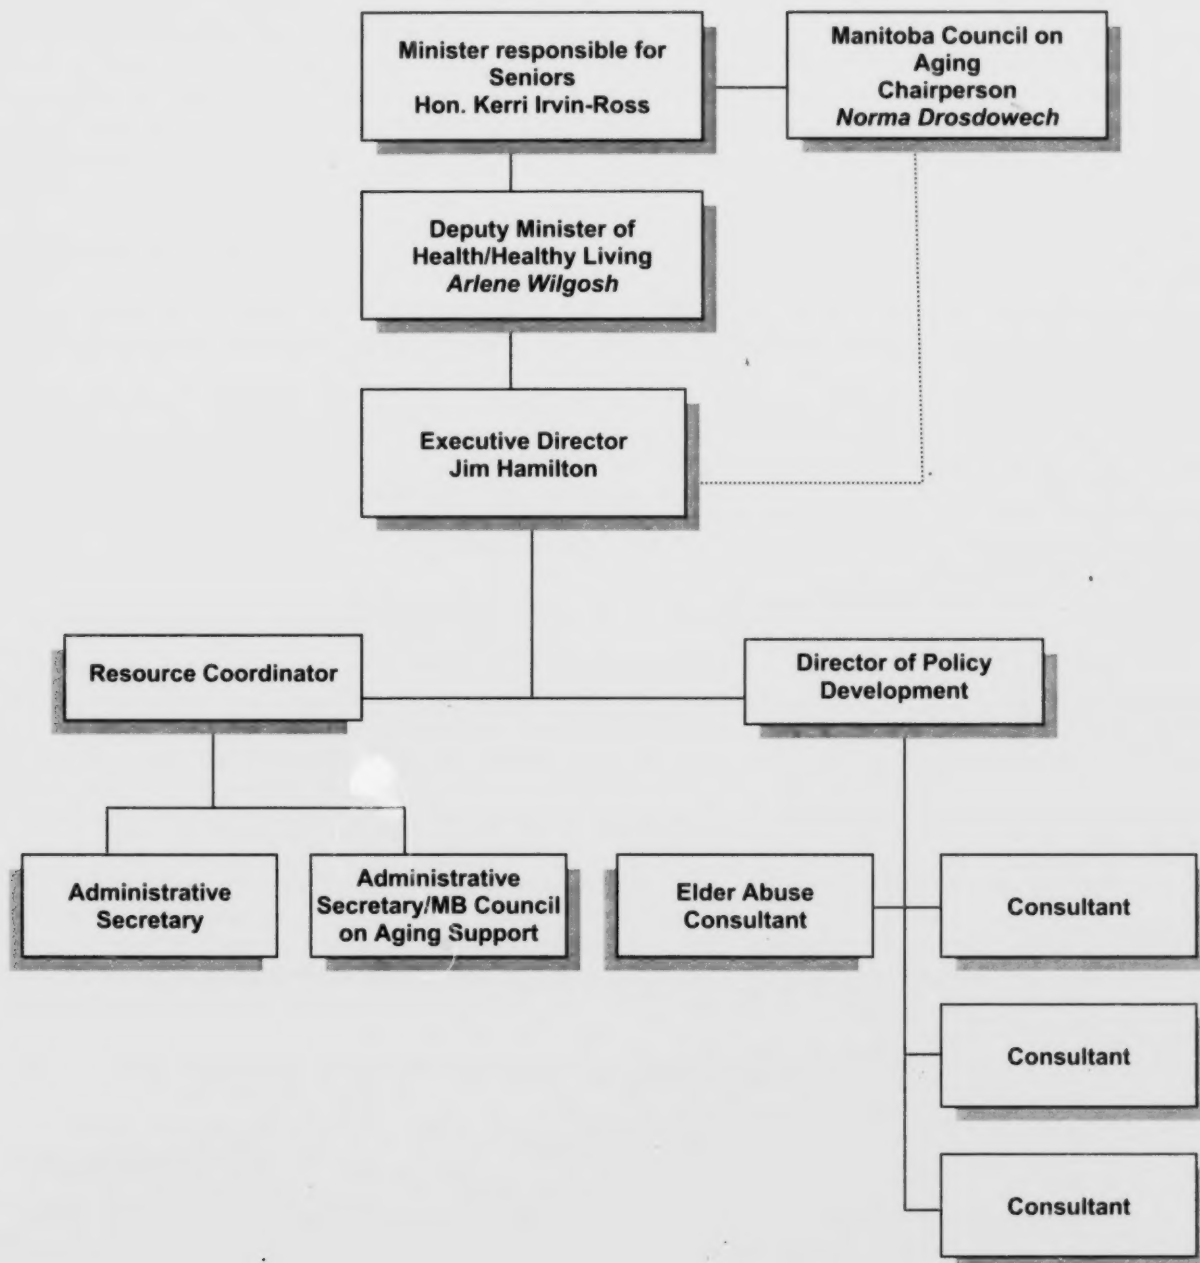 Minister responsible for
Seniors
Hon. Kerri Irvin-Ross
Manitoba Council on
Aging
Chairperson
Norma Drosdowech
Deputy Minister of
Health/Healthy Living
Arlene Wilgosh
Executive Director
Jim Hamilton
Resource Coordinator
Director of Policy
Development
Administrative
Secretary
Administrative
Secretary/MB Council
on Aging Support
Elder Abuse
Consultant
Consultant
Consultant
Consultant